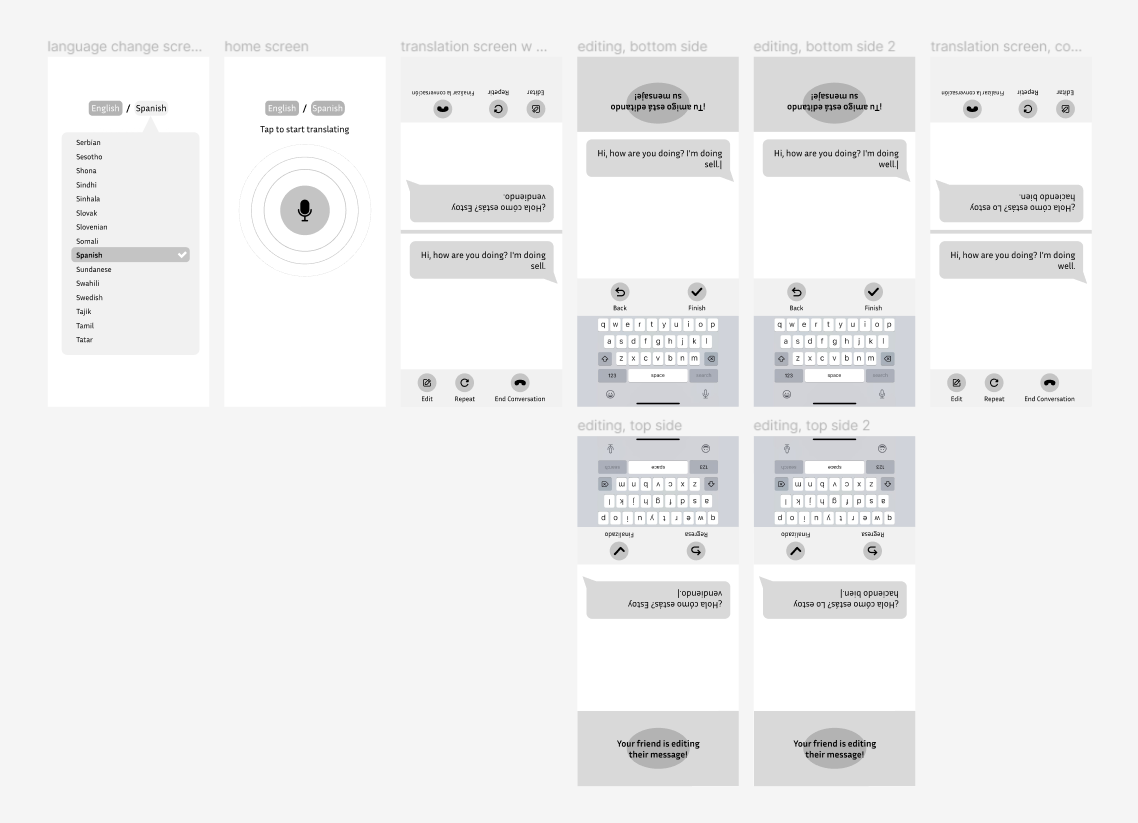 language change scre...
English / Spanish
Serbian
Sesotho
Shona
Sindhi
Sinhala
Slovak
Slovenian
Somali
Spanish
Sundanese
Swahili
Swedish
Tajik
Tamil
Tatar
home screen
English / Spanish
Tap to start translating
translation screen w ...
Editar
Repetir
Finalizar la conversación
¿Hola cómo estás? Estoy
vendiendo.
Hi, how are you doing? I'm doing
sell.
Edit
Repeat
End Conversation
editing, bottom side
¡Tu amigo está editando
su mensaje!
Hi, how are you doing? I'm doing
sell.
Back
Finish
q w e r t y u i o p
a s d f g h j k l
z x c v b n m
123 space search
editing, bottom side 2
¡Tu amigo está editando
su mensaje!
Hi, how are you doing? I'm doing
well.
Back
Finish
q w e r t y u i o p
a s d f g h j k l
z x c v b n m
123 space search
translation screen, co...
Editar
Repetir
Finalizar la conversación
¿Hola cómo estás? Lo estoy
haciendo bien.
Hi, how are you doing? I'm doing
well.
Edit
Repeat
End Conversation
editing, top side
¿Hola cómo estás? Estoy
vendiendo.
Regresa
Finalizado
q w e r t y u i o p
a s d f g h j k l
z x c v b n m
123 space search
Your friend is editing
their message!
editing, top side 2
¿Hola cómo estás? Lo estoy
haciendo bien.
Regresa
Finalizado
q w e r t y u i o p
a s d f g h j k l
z x c v b n m
123 space search
Your friend is editing
their message!